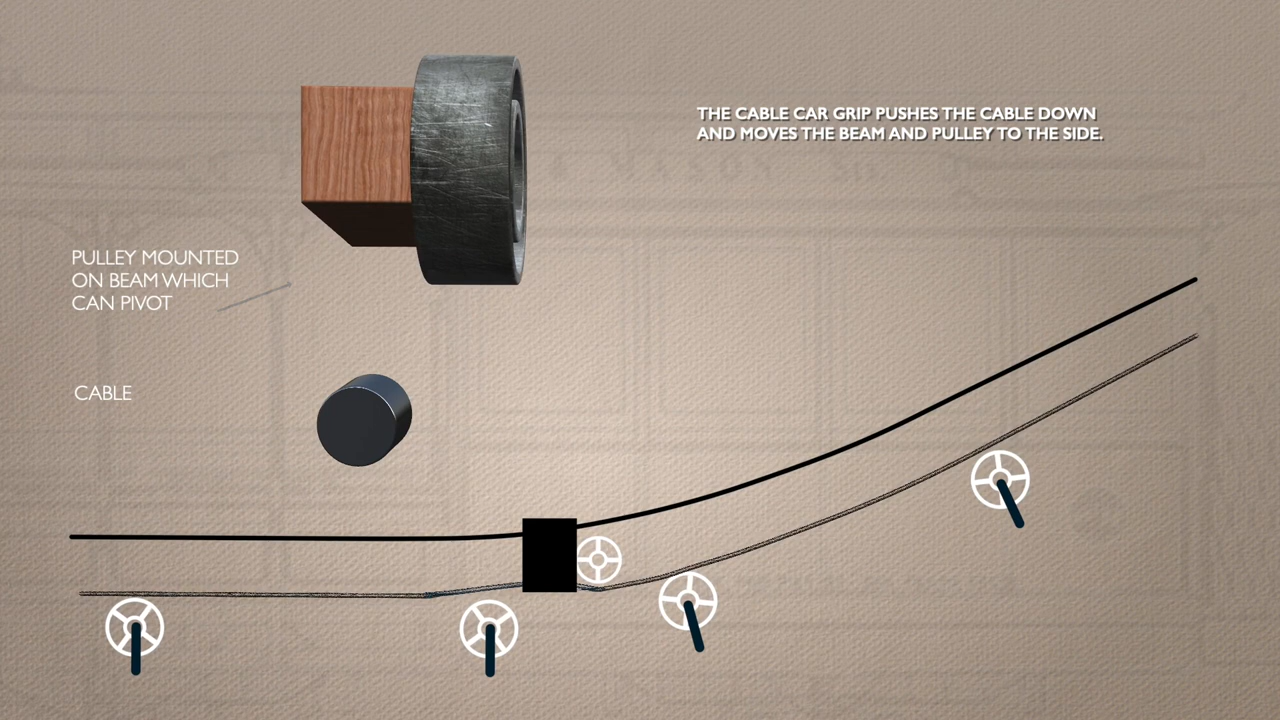 THE CABLE CAR GRIP PUSHES THE CABLE DOWN
AND MOVES THE BEAM AND PULLEY TO THE SIDE.
PULLEY MOUNTED
ON BEAM WHICH
CAN PIVOT
CABLE